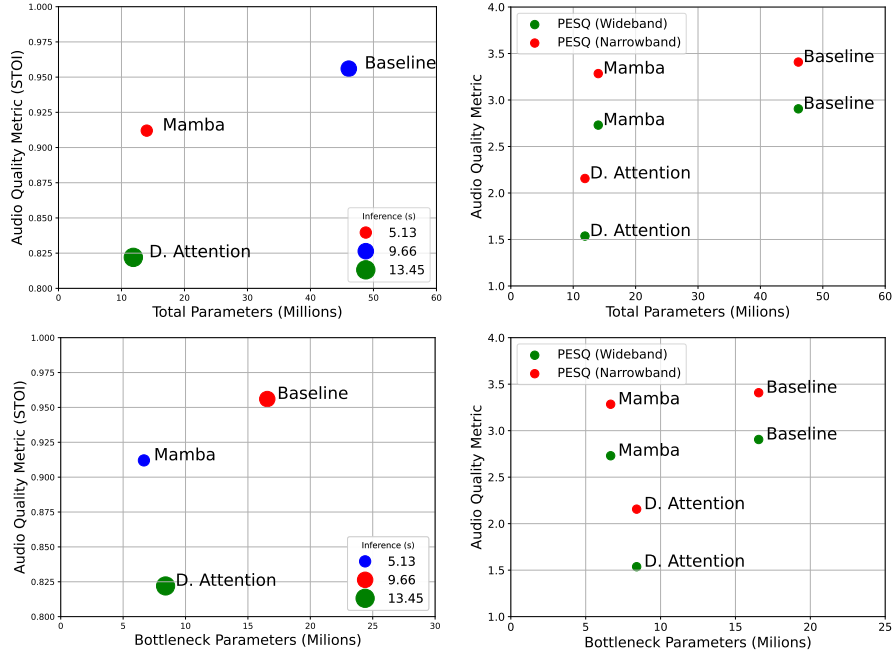 Audio Quality Metric (STOI)
1.000
0.975
0.950
0.925
0.900
0.875
0.850
0.825
0.800
Baseline
Mamba
D. Attention
Inference (s)
5.13
9.66
13.45
0
10
20
30
40
50
60
Total Parameters (Milions)
Audio Quality Metric
4.0
3.5
3.0
2.5
2.0
1.5
1.0
PESQ (Wideband)
PESQ (Narrowband)
Mamba
Baseline
Mamba
Baseline
D. Attention
D. Attention
0
10
20
30
40
50
60
Total Parameters (Milions)
Audio Quality Metric (STOI)
1.000
0.975
0.950
0.925
0.900
0.875
0.850
0.825
0.800
Baseline
Mamba
D. Attention
Inference (s)
5.13
9.66
13.45
0
5
10
15
20
25
30
Bottleneck Parameters (Milions)
Audio Quality Metric
4.0
3.5
3.0
2.5
2.0
1.5
1.0
PESQ (Wideband)
PESQ (Narrowband)
Mamba
Baseline
Mamba
Baseline
D. Attention
D. Attention
0
5
10
15
20
25
Bottleneck Parameters (Milions)